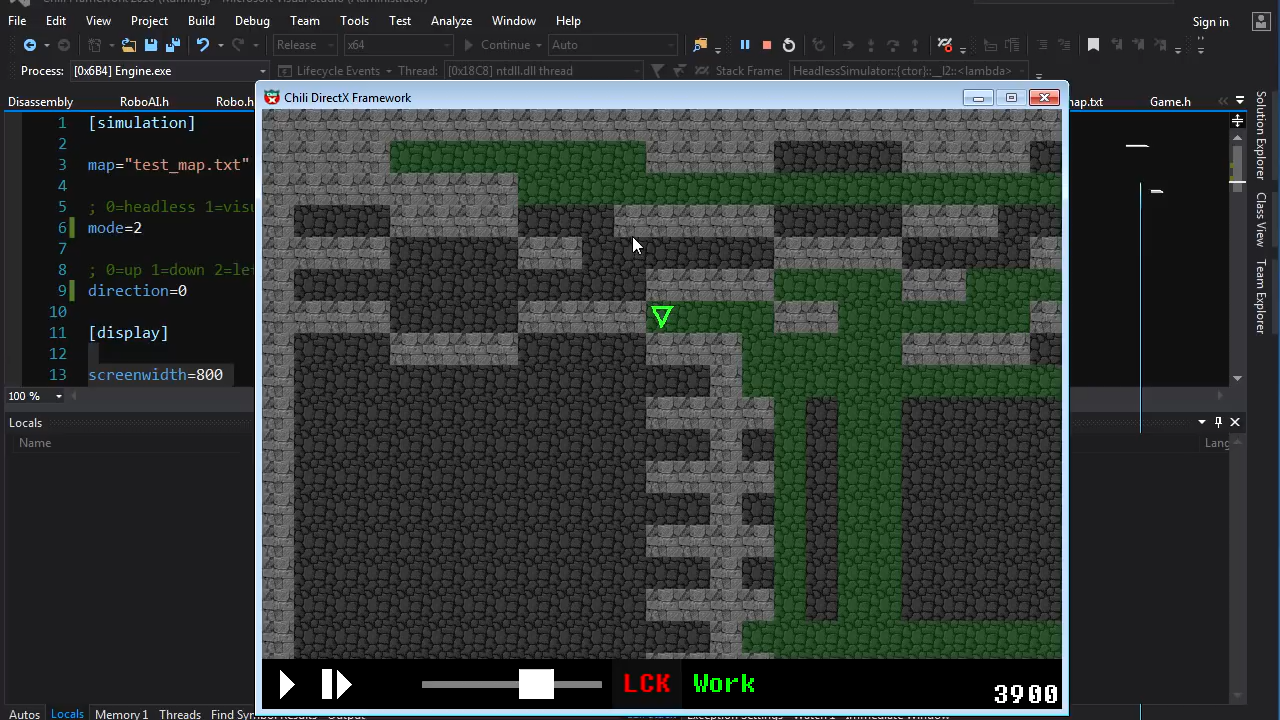 File Edit View Project Build Debug Team Tools Test Analyze Window Help Sign in
Release x64 Continue Auto
Process: [0x6B4] Engine.exe Lifecycle Events Thread: [0x18C8] ntdll.dll thread Stack Frame: HeadlessSimulator::{ctor}::__l2::<lambda>
Disassembly RoboAI.h Robo.h Chili DirectX Framework map.txt Game.h
1 [simulation]
2
3 map="test_map.txt"
4
5 ; 0=headless 1=visu
6 mode=2
7
8 ; 0=up 1=down 2=le
9 direction=0
10
11 [display]
12
13 screenwidth=800
100 %
Locals
Name Lang
Solution Explorer
Class View
Team Explorer
LCK Work 3900
Autos Locals Memory 1 Threads Find Symbol Results Output